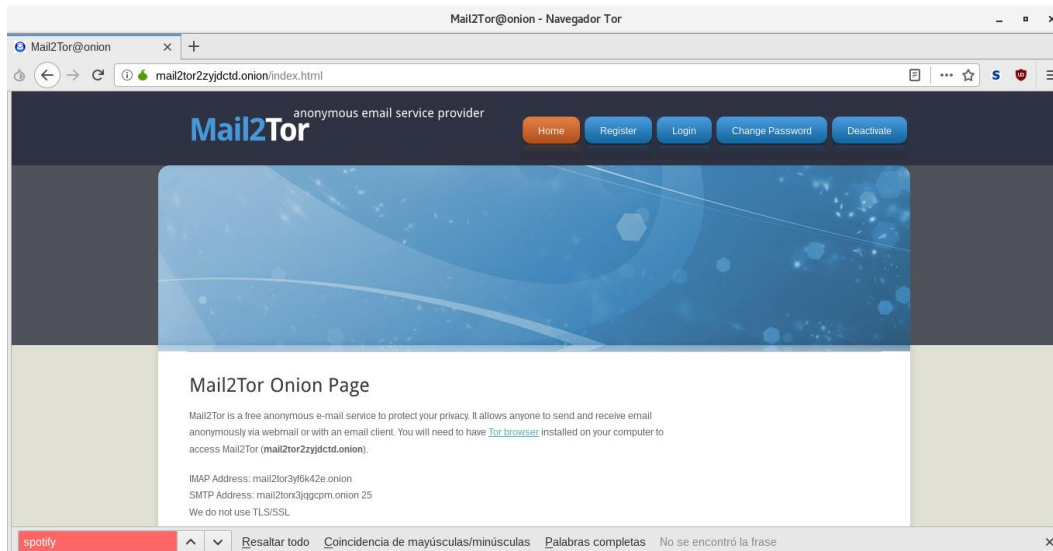 Mail2Tor@onion - Navegador Tor
Mail2Tor@onion
mail2tor2zyjdctd.onion/index.html
anonymous email service provider
Mail2Tor
Home Register Login Change Password Deactivate
Mail2Tor Onion Page
Mail2Tor is a free anonymous e-mail service to protect your privacy. It allows anyone to send and receive email
anonymously via webmail or with an email client. You will need to have Tor browser installed on your computer to
access Mail2Tor (mail2tor2zyjdctd.onion).
IMAP Address: mail2tor3yf6k42e.onion
SMTP Address: mail2torx3jqgcpm.onion 25
We do not use TLS/SSL
spotify Resaltar todo Coincidencia de mayúsculas/minúsculas Palabras completas No se encontró la frase